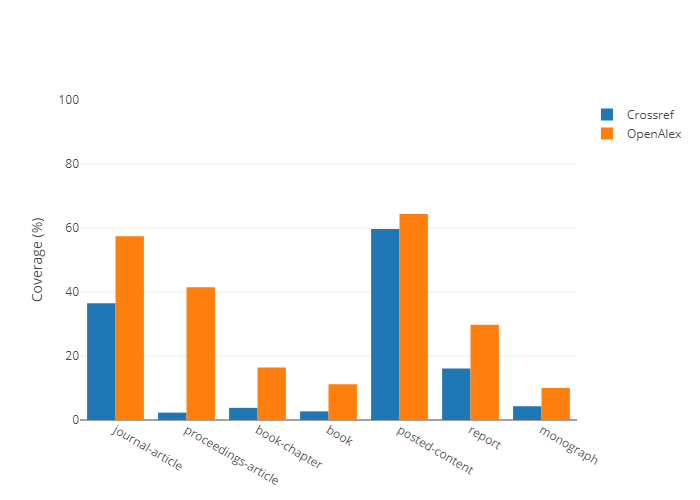 100
80
60
40
20
0
Coverage (%)
journal-article
proceedings-article
book-chapter
book
posted-content
report
monograph
Crossref
OpenAlex